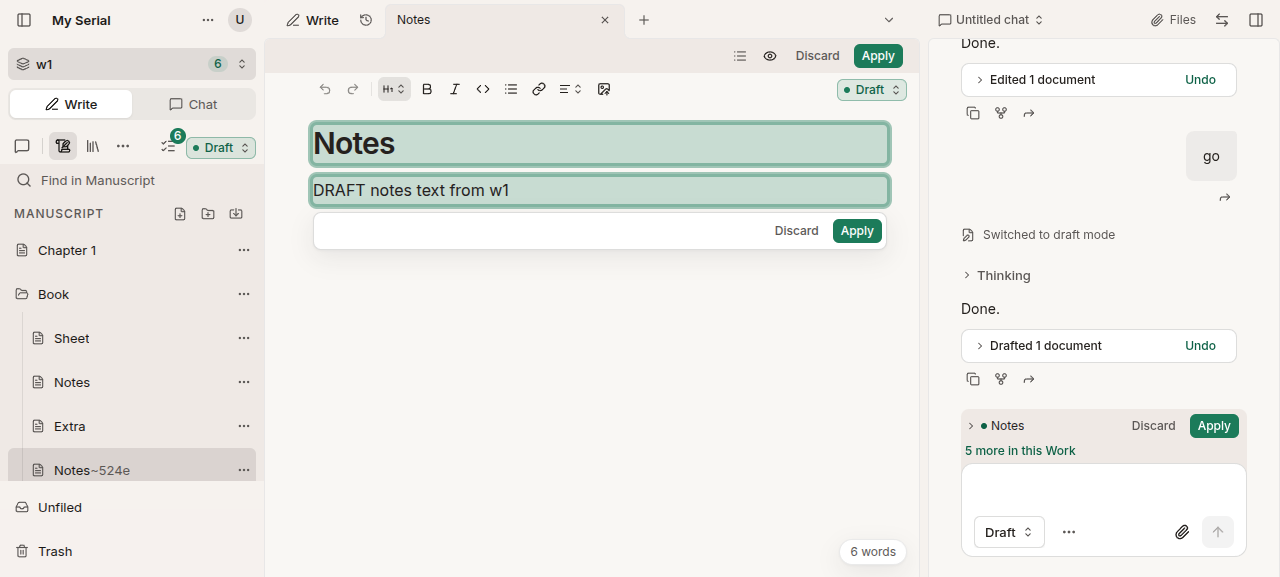 My Serial
U
w1
6
Write
Chat
6
Draft
Find in Manuscript
MANUSCRIPT
Chapter 1
Book
Sheet
Notes
Extra
Notes~524e
Unfiled
Trash
Write
Notes
Discard
Apply
H1
B
I
Draft
Notes
DRAFT notes text from w1
Discard
Apply
6 words
Untitled chat
Files
Done.
Edited 1 document
Undo
go
Switched to draft mode
Thinking
Done.
Drafted 1 document
Undo
Notes
Discard
Apply
5 more in this Work
Draft